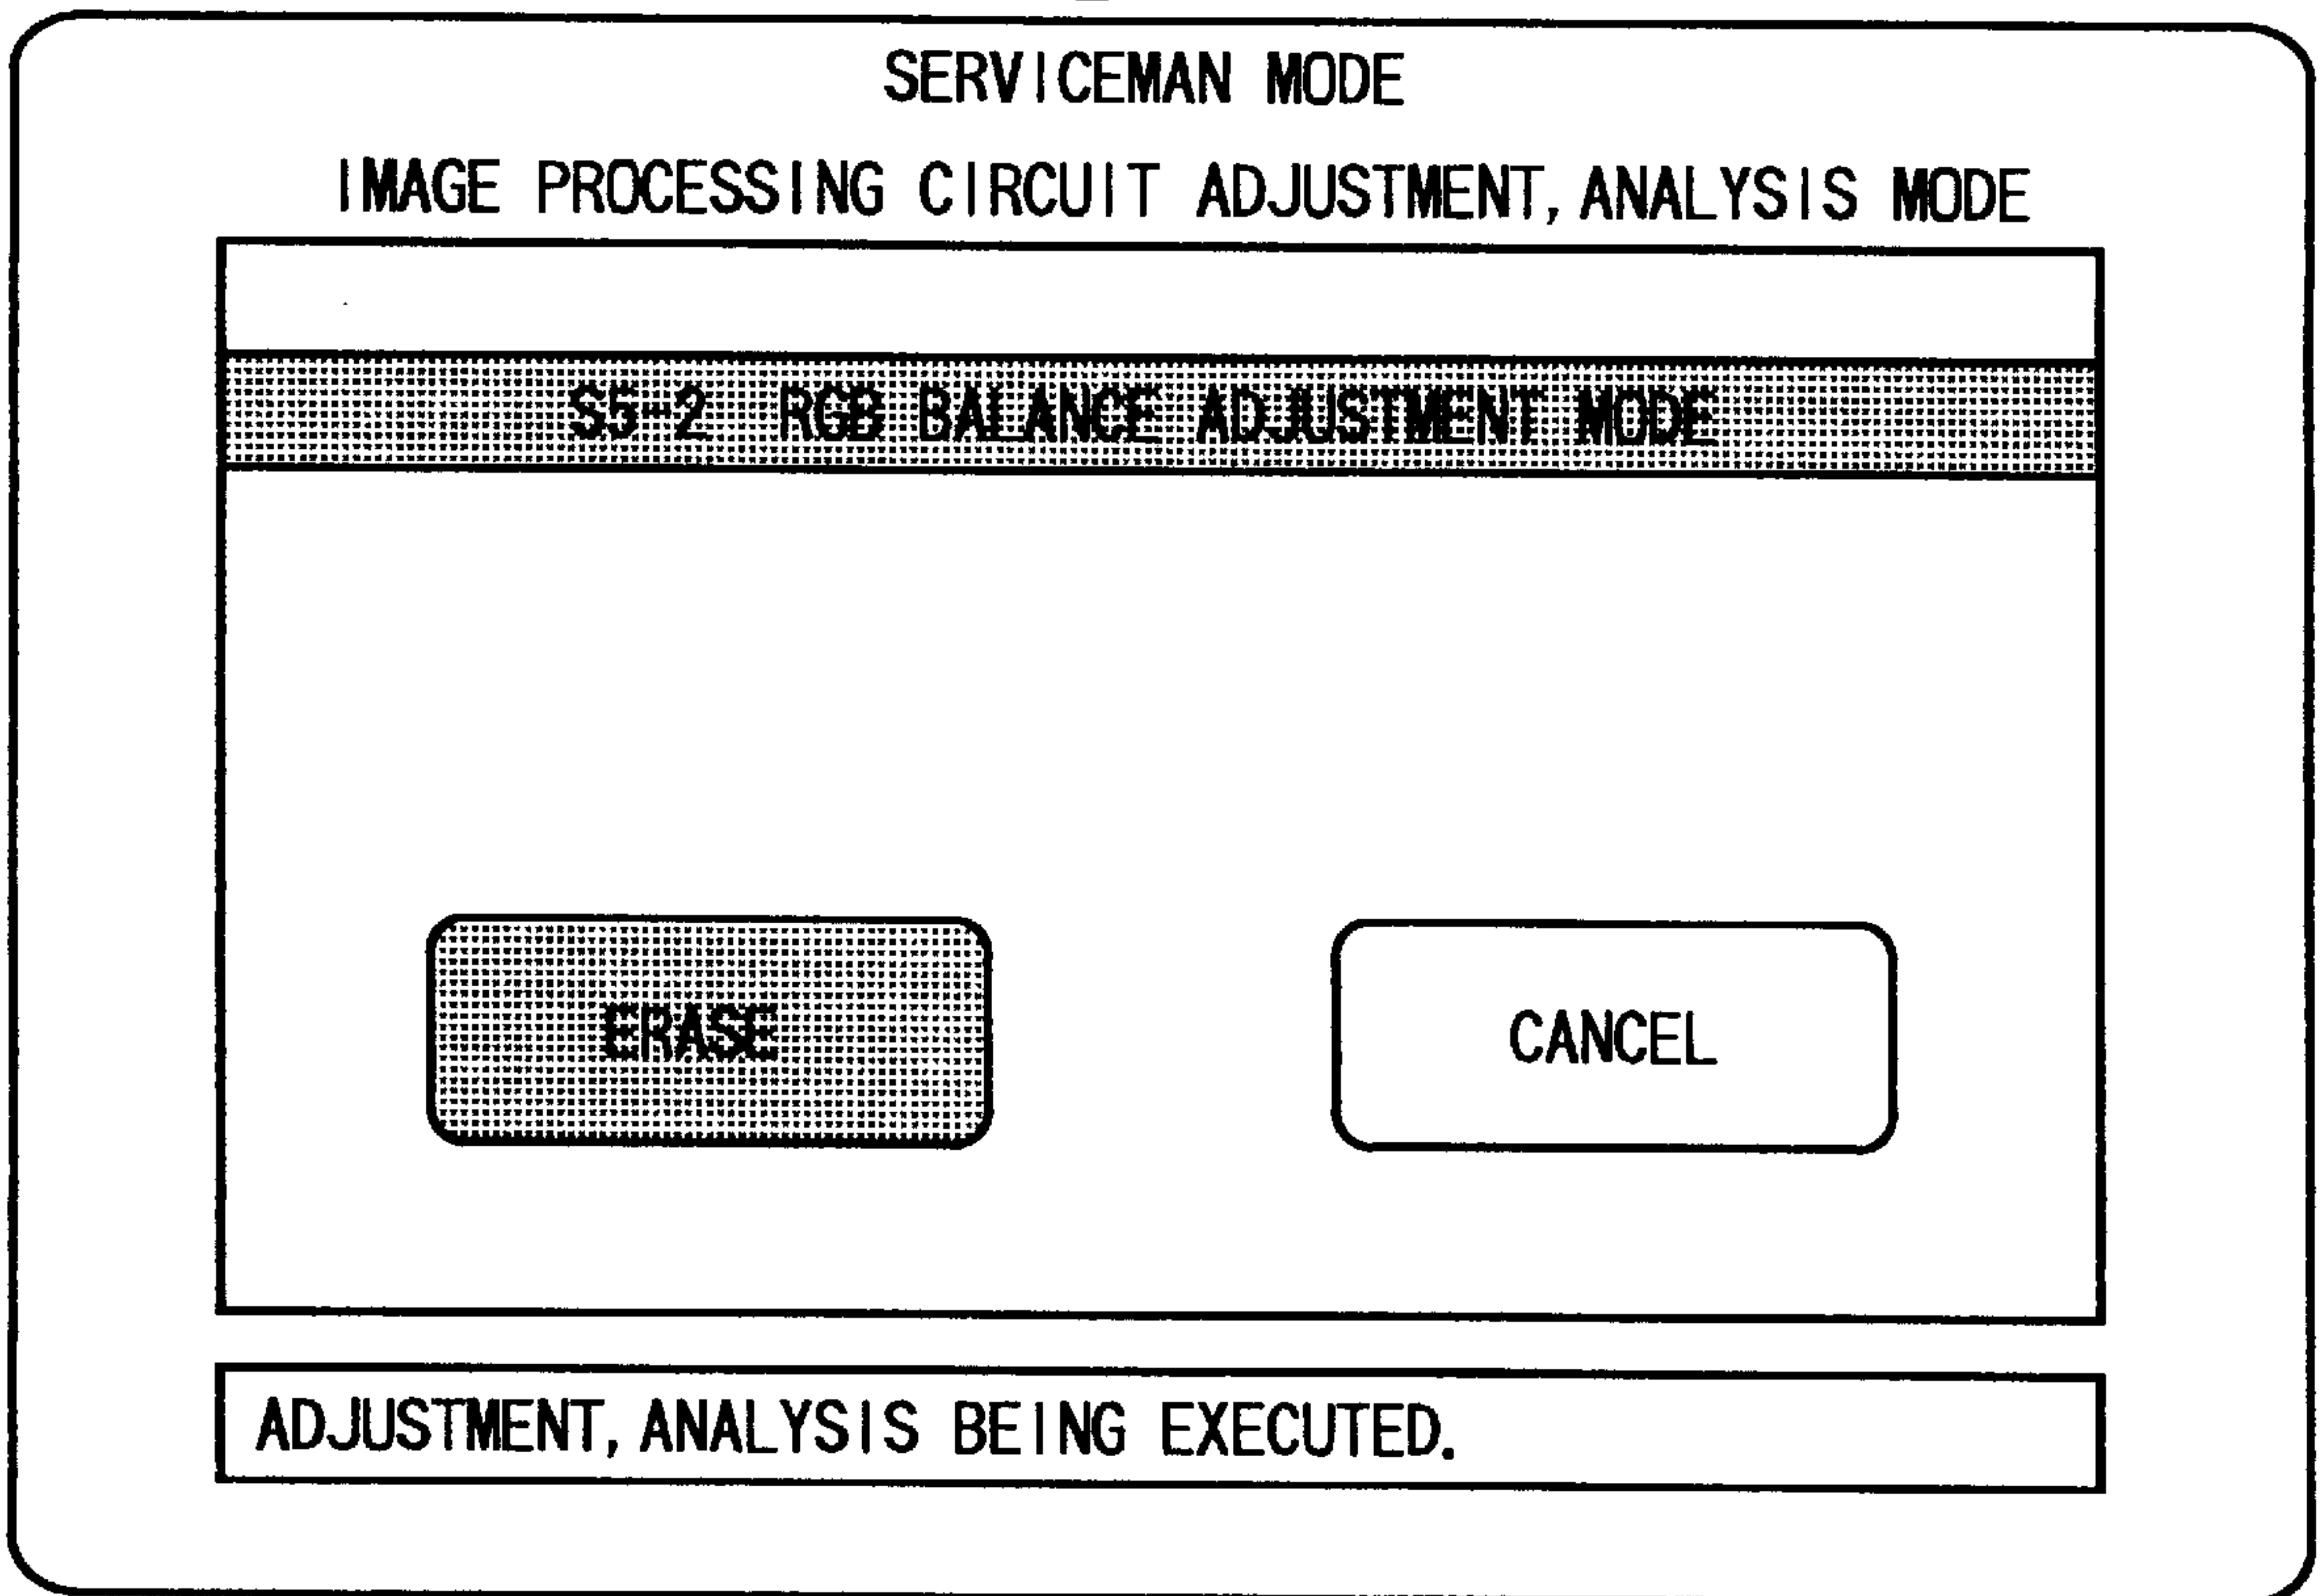 SERVICEMAN MODE
IMAGE PROCESSING CIRCUIT ADJUSTMENT, ANALYSIS MODE
S5-2 RGB BALANCE ADJUSTMENT MODE
ERASE
CANCEL
ADJUSTMENT, ANALYSIS BEING EXECUTED.